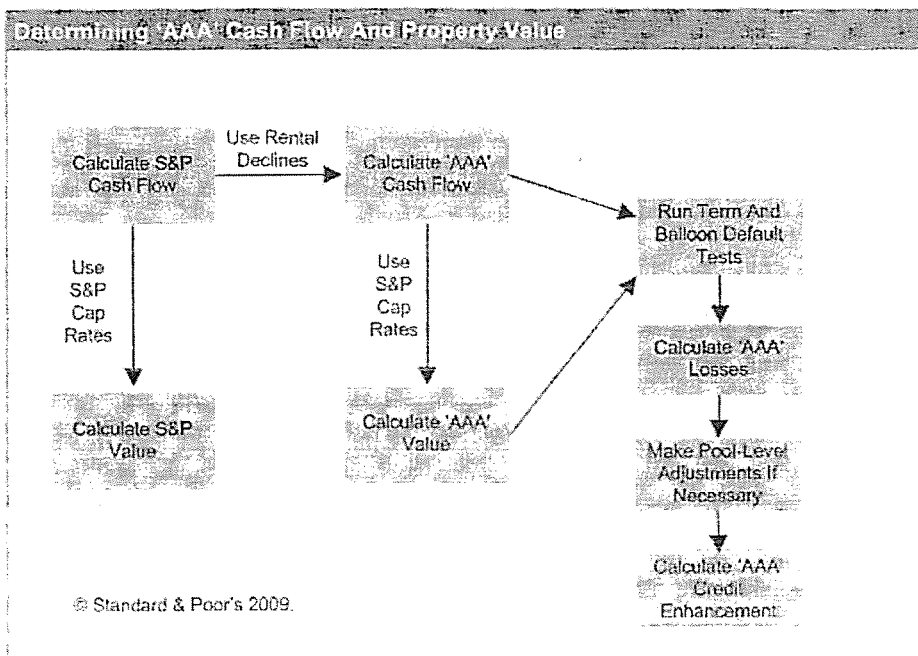 Determining 'AAA' Cash Flow And Property Value
Calculate S&P
Cash Flow
Use Rental
Declines
Calculate 'AAA'
Cash Flow
Run Term And
Balloon Default
Tests
Use
S&P
Cap
Rates
Use
S&P
Cap
Rates
Calculate 'AAA'
Losses
Calculate S&P
Value
Calculate 'AAA'
Value
Make Pool-Level
Adjustments If
Necessary
Calculate 'AAA'
Credit
Enhancement
© Standard & Poor's 2009.